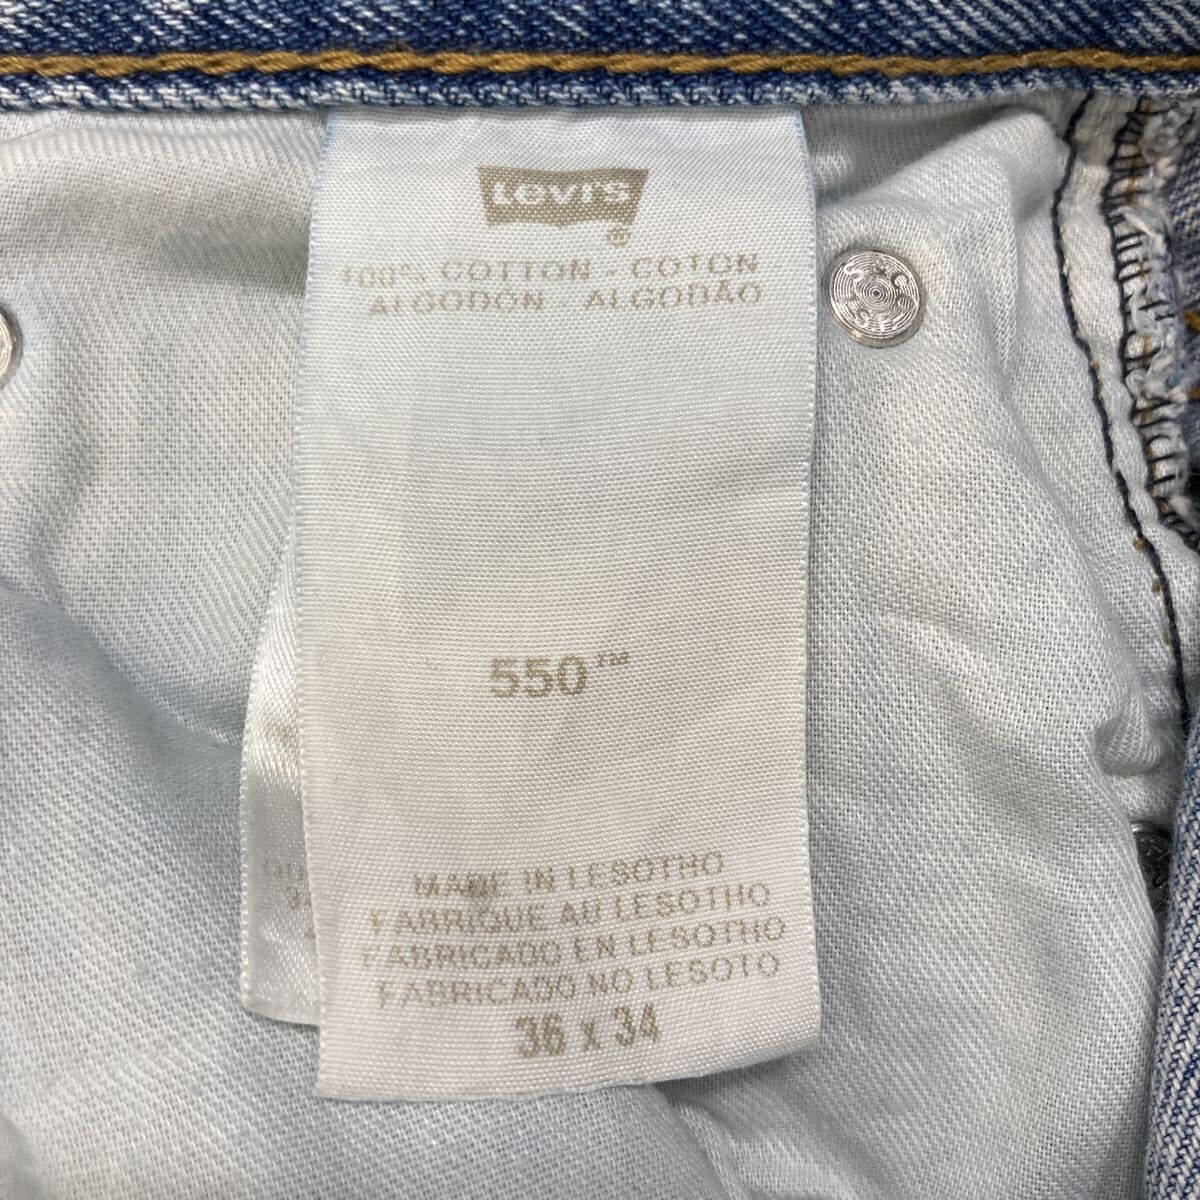 Levi's
®
100% COTTON - COTON
ALGODON ALGODÃO
550™
MADE IN LESOTHO
FABRIQUE AU LESOTHO
FABRICADO EN LESOTHO
FABRICADO NO LESOTO
36 x 34